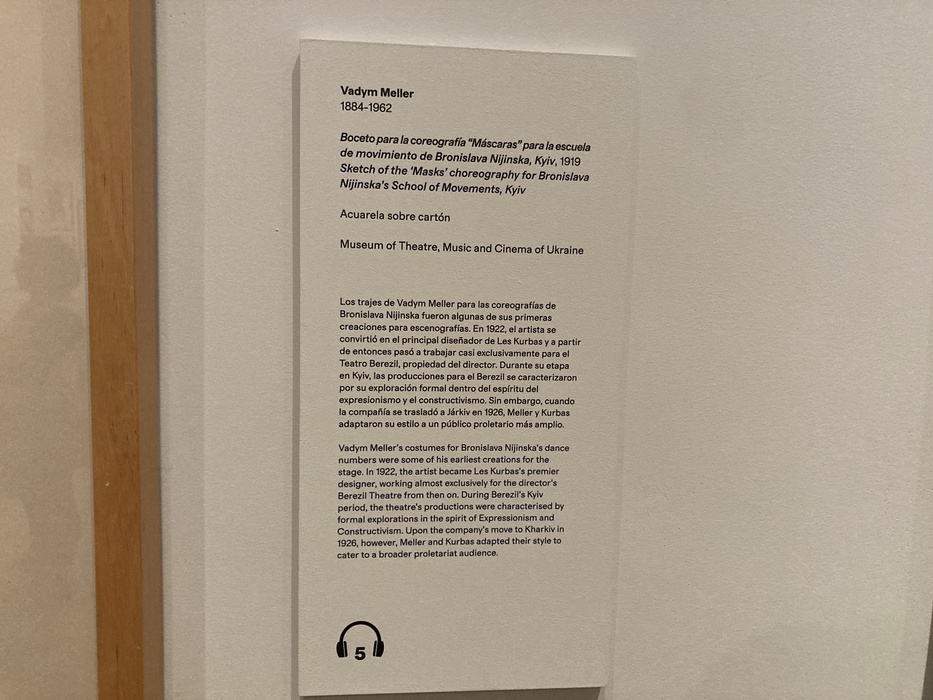 Vadym Meller
1884-1962
Boceto para la coreografía "Máscaras" para la escuela
de movimiento de Bronislava Nijinska, Kyiv, 1919
Sketch of the 'Masks' choreography for Bronislava
Nijinska's School of Movements, Kyiv
Acuarela sobre cartón
Museum of Theatre, Music and Cinema of Ukraine
Los trajes de Vadym Meller para las coreografías de
Bronislava Nijinska fueron algunas de sus primeras
creaciones para escenografías. En 1922, el artista se
convirtió en el principal diseñador de Les Kurbas y a partir
de entonces pasó a trabajar casi exclusivamente para el
Teatro Berezil, propiedad del director. Durante su etapa
en Kyiv, las producciones para el Berezil se caracterizaron
por su exploración formal dentro del espíritu del
expresionismo y el constructivismo. Sin embargo, cuando
la compañía se trasladó a Járkiv en 1926, Meller y Kurbas
adaptaron su estilo a un público proletario más amplio.
Vadym Meller's costumes for Bronislava Nijinska's dance
numbers were some of his earliest creations for the
stage. In 1922, the artist became Les Kurbas's premier
designer, working almost exclusively for the director's
Berezil Theatre from then on. During Berezil's Kyiv
period, the theatre's productions were characterised by
formal explorations in the spirit of Expressionism and
Constructivism. Upon the company's move to Kharkiv in
1926, however, Meller and Kurbas adapted their style to
cater to a broader proletariat audience.
5